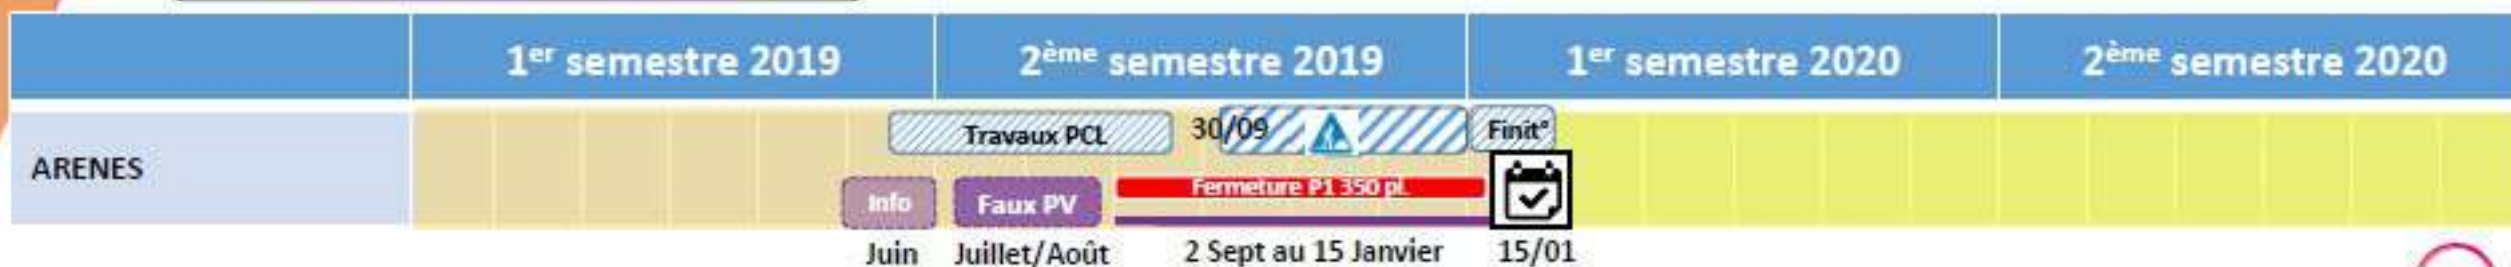 1er semestre 2019 2ème semestre 2019 1er semestre 2020 2ème semestre 2020
Travaux PCL 30/09 Finit°
ARENES
Info Faux PV Fermeture P1 350 pl.
Juin Juillet/Août 2 Sept au 15 Janvier 15/01